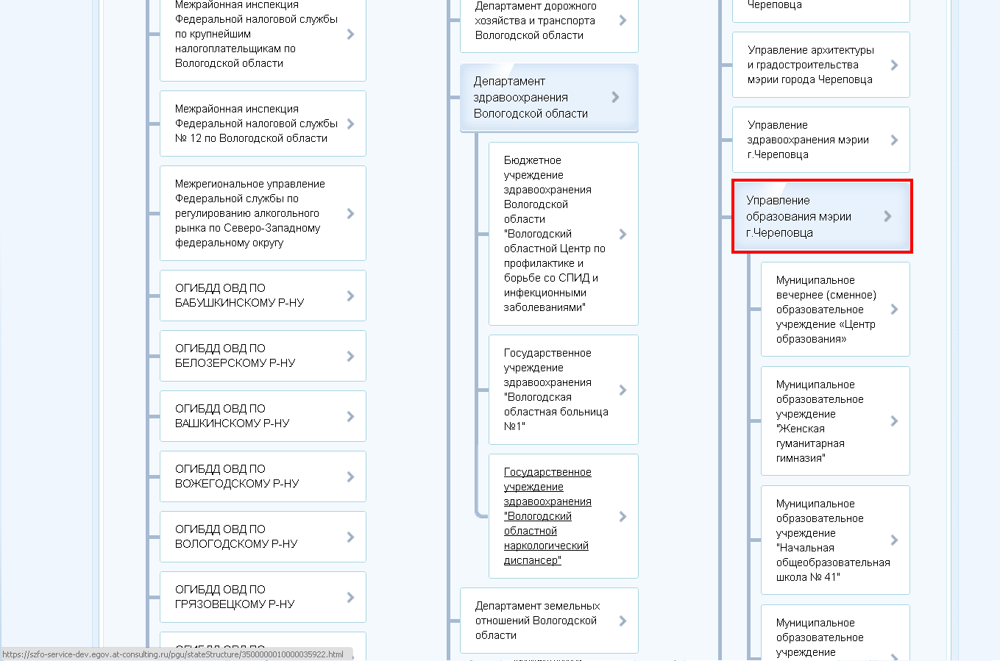 Межрайонная инспекция
Федеральной налоговой службы
по крупнейшим
налогоплательщикам по
Вологодской области
Межрайонная инспекция
Федеральной налоговой службы
№ 12 по Вологодской области
Межрегиональное управление
Федеральной службы по
регулированию алкогольного
рынка по Северо-Западному
федеральному округу
ОГИБДД ОВД ПО
БАБУШКИНСКОМУ Р-НУ
ОГИБДД ОВД ПО
БЕЛОЗЕРСКОМУ Р-НУ
ОГИБДД ОВД ПО
ВАШКИНСКОМУ Р-НУ
ОГИБДД ОВД ПО
ВОЖЕГОДСКОМУ Р-НУ
ОГИБДД ОВД ПО
ВОЛОГОДСКОМУ Р-НУ
ОГИБДД ОВД ПО
ГРЯЗОВЕЦКОМУ Р-НУ
ОГИБДД ОВД ПО
https://szfo-service-dev.egov.at-consulting.ru/pgu/stateStructure/3500000010000035922.html
Департамент дорожного
хозяйства и транспорта
Вологодской области
Департамент
здравоохранения
Вологодской области
Бюджетное
учреждение
здравоохранения
Вологодской
области
"Вологодский
областной Центр по
профилактике и
борьбе со СПИД и
инфекционными
заболеваниями"
Государственное
учреждение
здравоохранения
"Вологодская
областная больница
№1"
Государственное
учреждение
здравоохранения
"Вологодский
областной
наркологический
диспансер"
Департамент земельных
отношений Вологодской
области
Череповца
Управление архитектуры
и градостроительства
мэрии города Череповца
Управление
здравоохранения мэрии
г.Череповца
Управление
образования мэрии
г.Череповца
Муниципальное
вечернее (сменное)
образовательное
учреждение «Центр
образования»
Муниципальное
образовательное
учреждение
"Женская
гуманитарная
гимназия"
Муниципальное
образовательное
учреждение
"Начальная
общеобразовательная
школа № 41"
Муниципальное
образовательное
учреждение